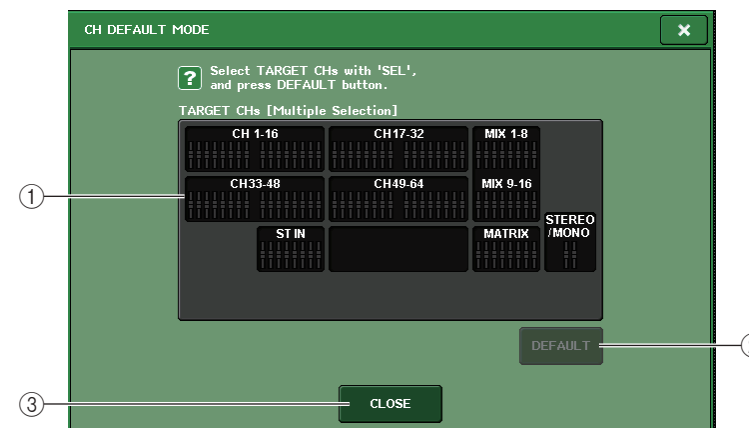 CH DEFAULT MODE
×
? Select TARGET CHs with 'SEL',
and press DEFAULT button.
TARGET CHs [Multiple Selection]
CH 1-16 CH17-32 MIX 1-8
① CH33-48 CH49-64 MIX 9-16
STEREO
ST IN MATRIX /MONO
DEFAULT
③ CLOSE